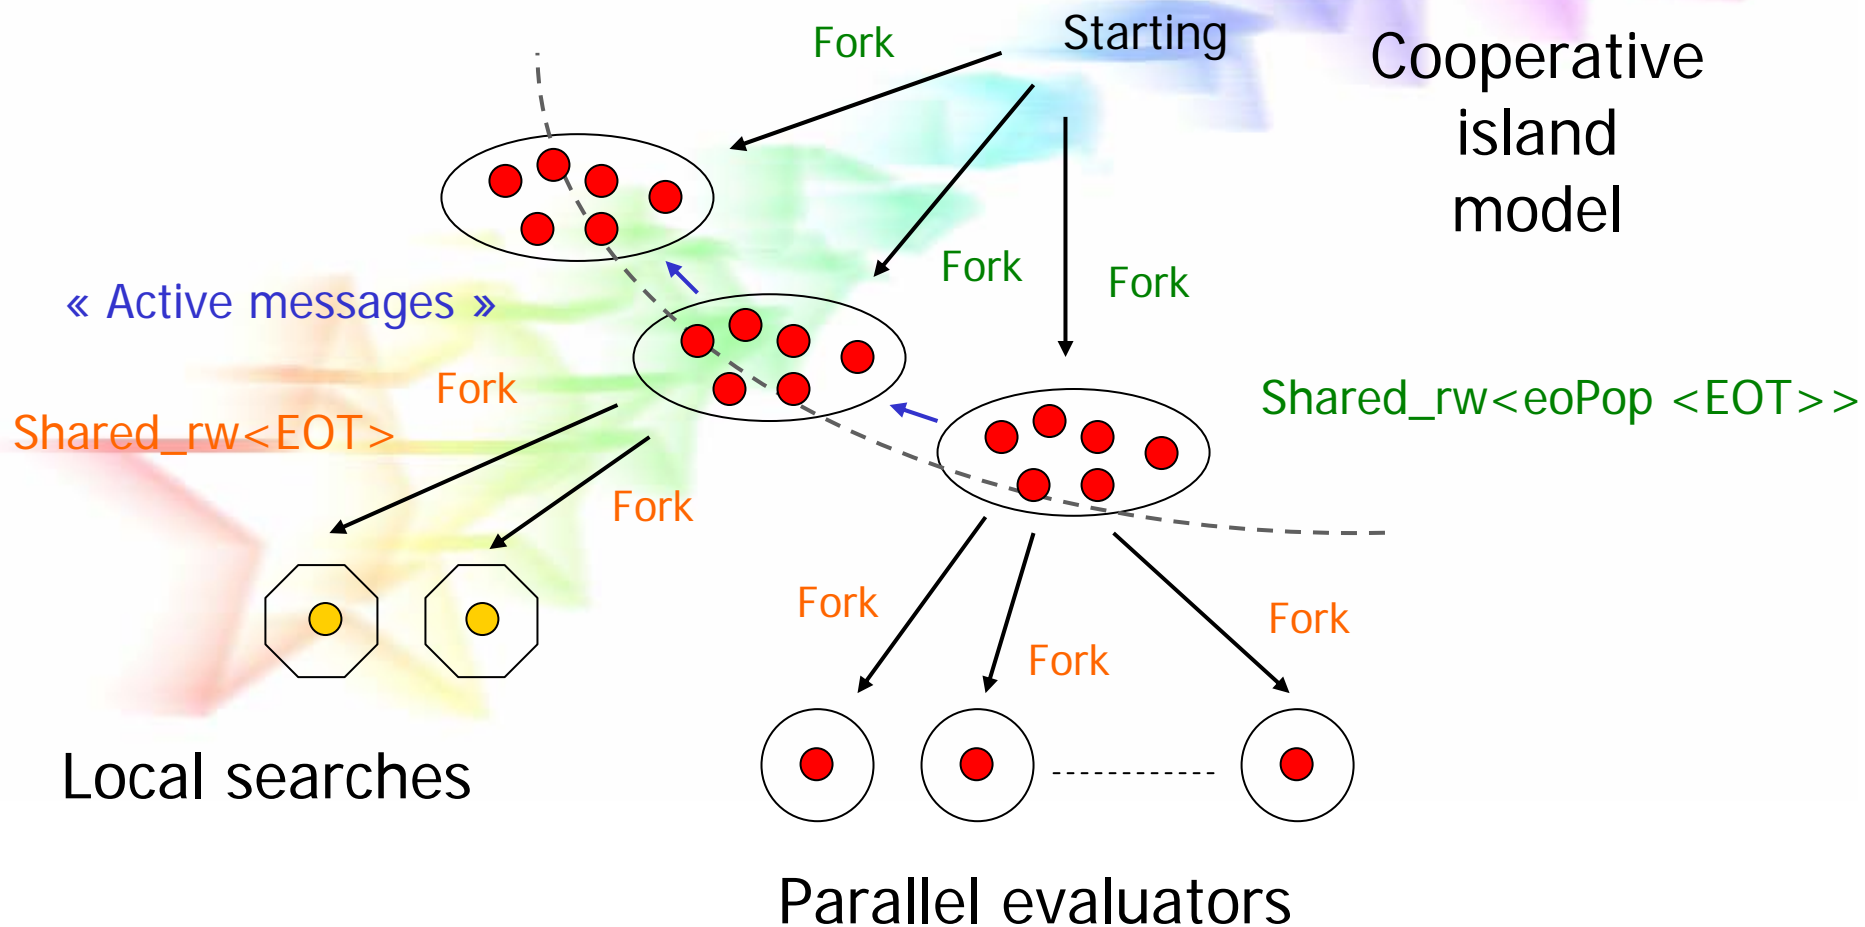 Starting
Fork
Cooperative
island
model
Fork
Fork
« Active messages »
Fork
Shared_rw<EOT>
Shared_rw<eoPop <EOT>>
Fork
Fork
Fork
Fork
Local searches
Parallel evaluators